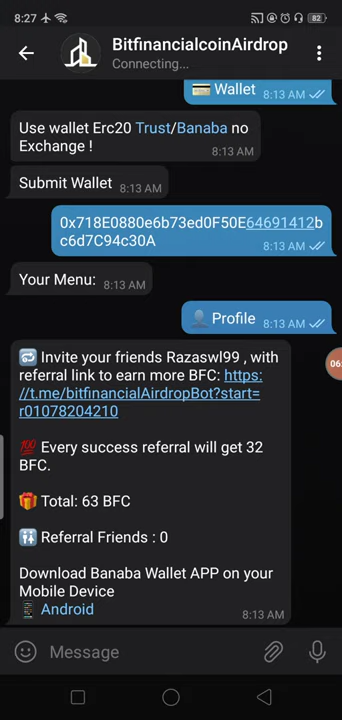 8:27
82
BitfinancialcoinAirdrop
Connecting...
Wallet 8:13 AM
Use wallet Erc20 Trust/Banaba no
Exchange ! 8:13 AM
Submit Wallet 8:13 AM
0x718E0880e6b73ed0F50E64691412b
c6d7C94c30A 8:13 AM
Your Menu: 8:13 AM
Profile 8:13 AM
Invite your friends Razaswl99 , with
referral link to earn more BFC: https:
//t.me/bitfinancialAirdropBot?start=
r01078204210
💯 Every success referral will get 32
BFC.
🎁 Total: 63 BFC
Referral Friends : 0
Download Banaba Wallet APP on your
Mobile Device
Android 8:13 AM
Message